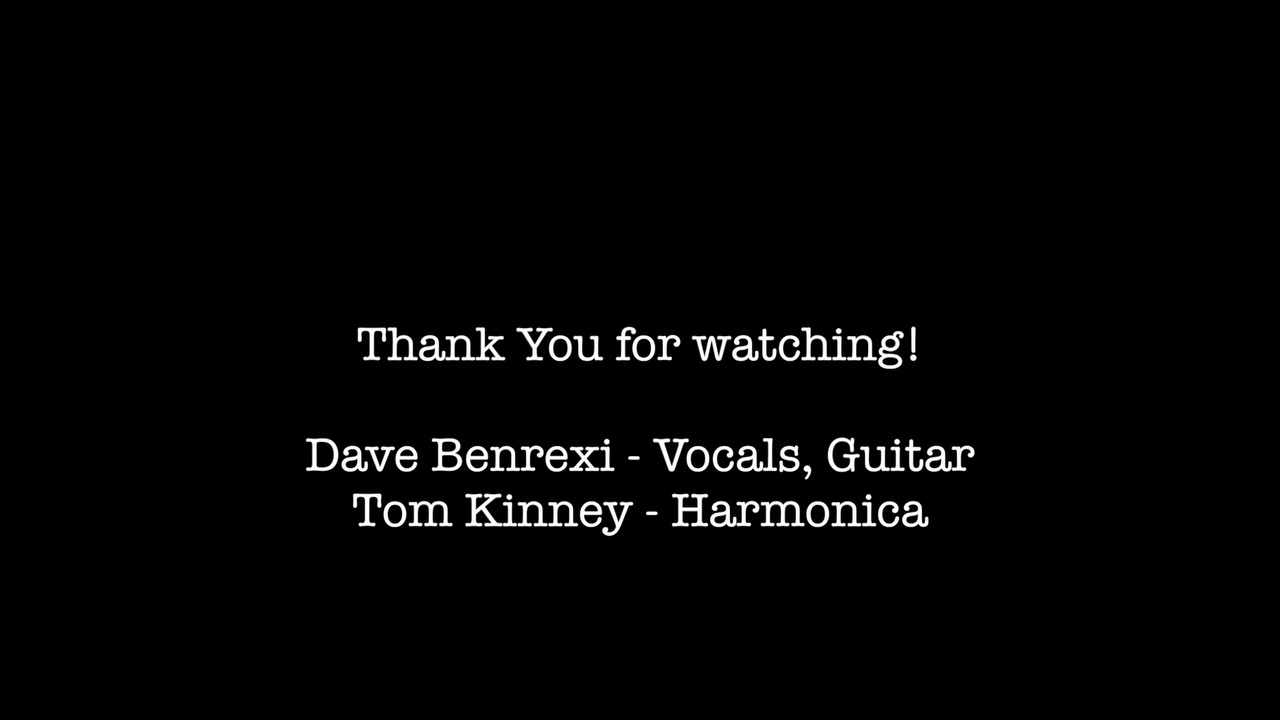 Thank You for watching!
Dave Benrexi - Vocals, Guitar
Tom Kinney - Harmonica